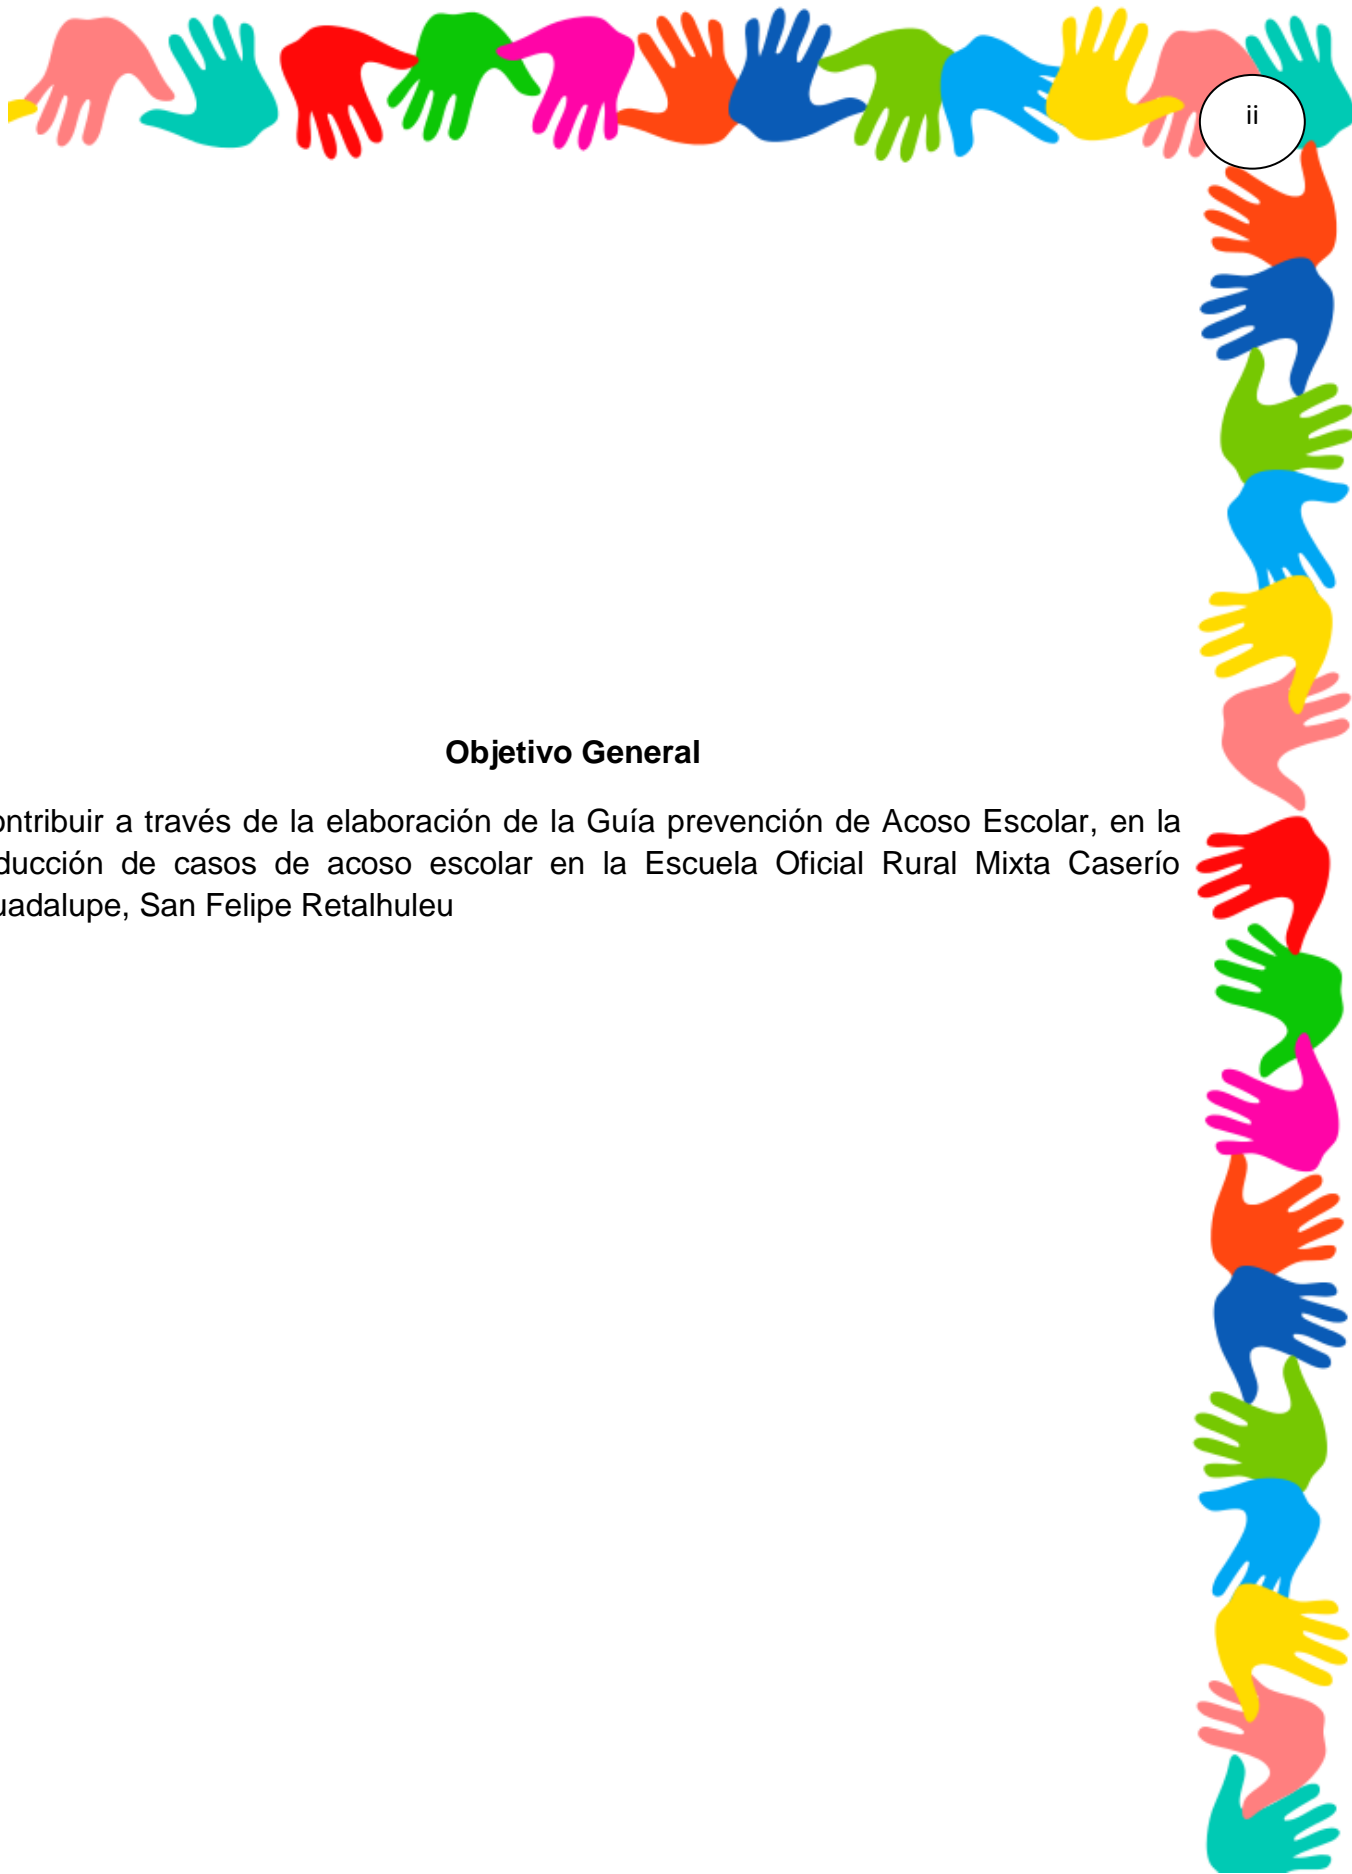 ii
Objetivo General
ontribuir a través de la elaboración de la Guía prevención de Acoso Escolar, en la
ducción de casos de acoso escolar en la Escuela Oficial Rural Mixta Caserío
uadalupe, San Felipe Retalhuleu